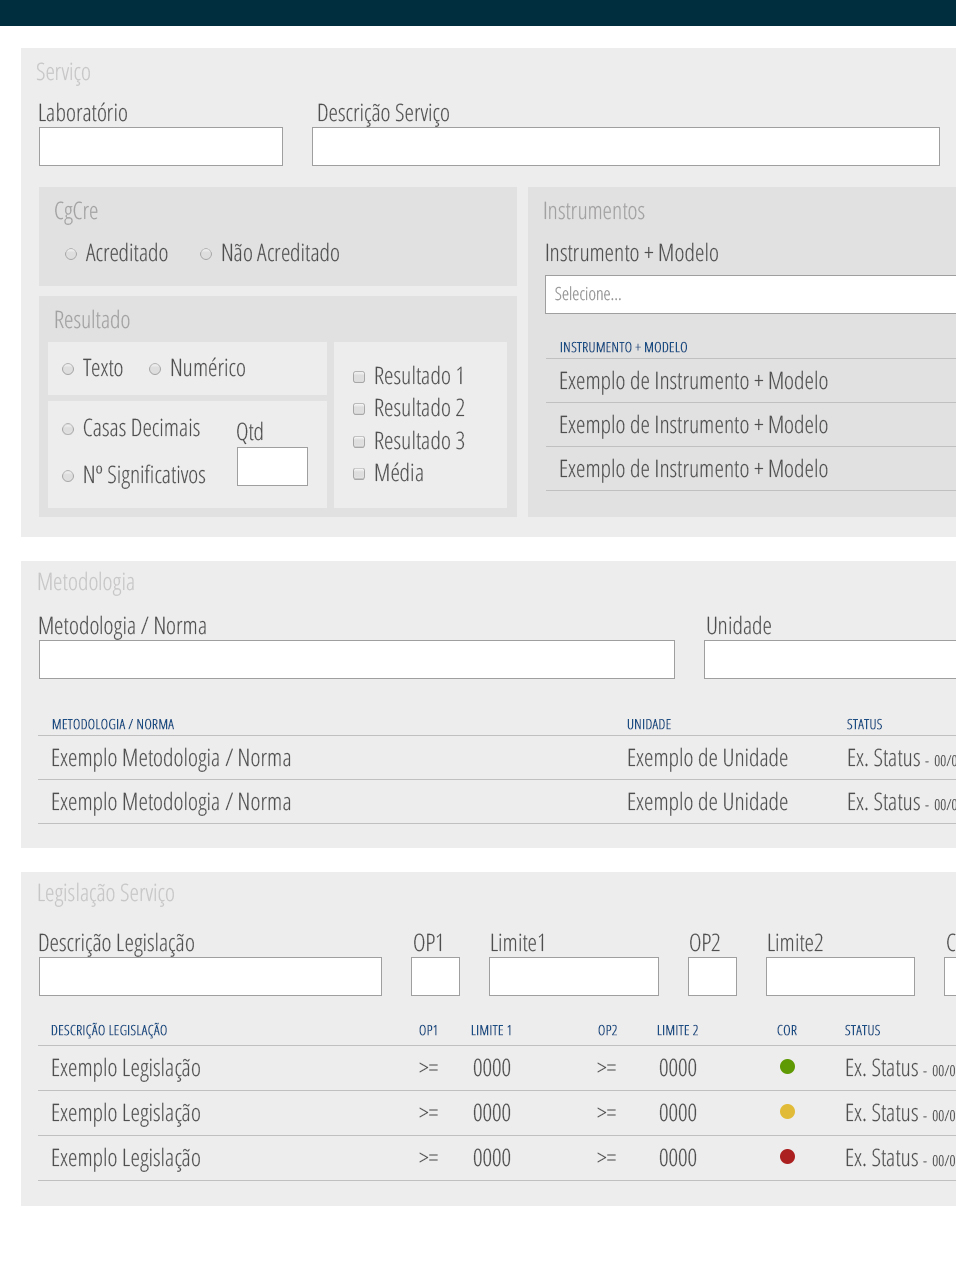 Serviço
Laboratório Descrição Serviço
CgCre
Acreditado Não Acreditado
Instrumentos
Instrumento + Modelo
Selecione...
INSTRUMENTO + MODELO
Exemplo de Instrumento + Modelo
Exemplo de Instrumento + Modelo
Exemplo de Instrumento + Modelo
Resultado
Texto Numérico
Casas Decimais
Nº Significativos
Qtd
Resultado 1
Resultado 2
Resultado 3
Média
Metodologia
Metodologia / Norma Unidade
METODOLOGIA / NORMA UNIDADE STATUS
Exemplo Metodologia / Norma Exemplo de Unidade Ex. Status - 00/0
Exemplo Metodologia / Norma Exemplo de Unidade Ex. Status - 00/0
Legislação Serviço
Descrição Legislação OP1 Limite1 OP2 Limite2 C
DESCRIÇÃO LEGISLAÇÃO OP1 LIMITE 1 OP2 LIMITE 2 COR STATUS
Exemplo Legislação >= 0000 >= 0000 Ex. Status - 00/0
Exemplo Legislação >= 0000 >= 0000 Ex. Status - 00/0
Exemplo Legislação >= 0000 >= 0000 Ex. Status - 00/0